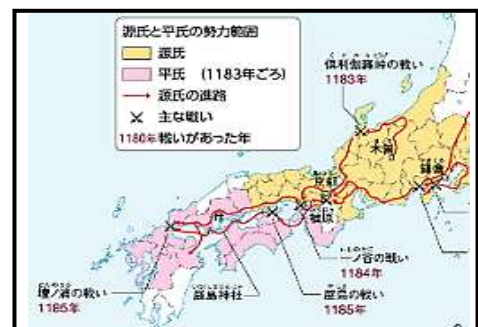 源氏と平氏の勢力範囲
源氏
平氏 (1183年ごろ)
源氏の進路
主な戦い
1180年 戦いがあった年
倶利伽羅峠の戦い
1183年
木曽
京都
鎌倉
福原
一ノ谷の戦い
1184年
壇ノ浦の戦い
1185年
厳島神社
屋島の戦い
1185年